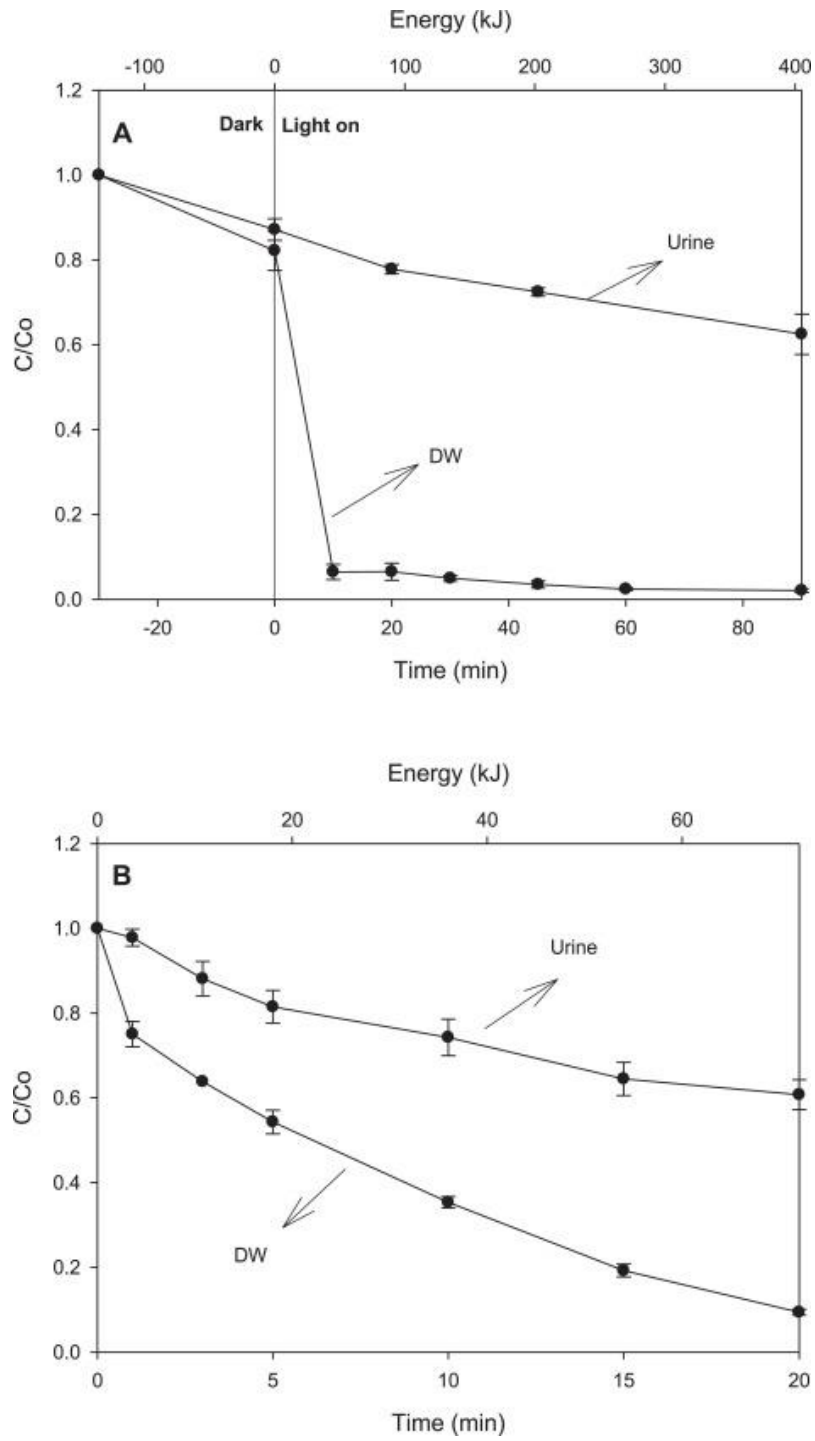 Energy (kJ)
-100 0 100 200 300 400
1.2
A
Dark Light on
1.0
Urine
0.8
C/Co
0.6
DW
0.4
0.2
0.0
-20 0 20 40 60 80
Time (min)
Energy (kJ)
0 20 40 60
1.2
B
1.0
Urine
0.8
C/Co
0.6
0.4
DW
0.2
0.0
0 5 10 15 20
Time (min)